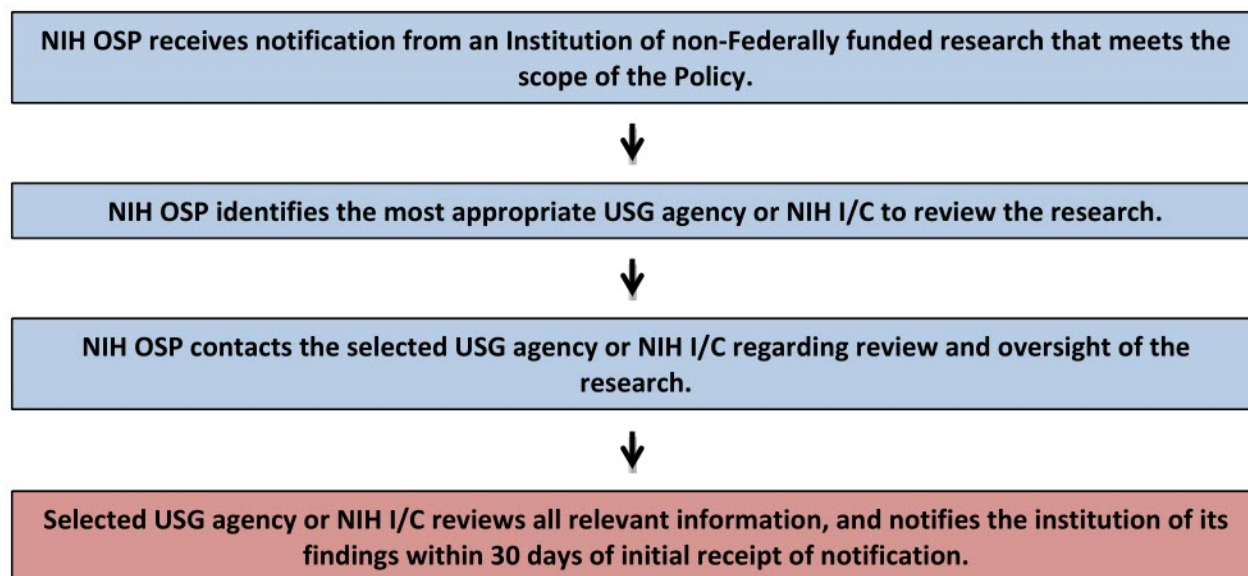 NIH OSP receives notification from an Institution of non-Federally funded research that meets the
scope of the Policy.
NIH OSP identifies the most appropriate USG agency or NIH I/C to review the research.
NIH OSP contacts the selected USG agency or NIH I/C regarding review and oversight of the
research.
Selected USG agency or NIH I/C reviews all relevant information, and notifies the institution of its
findings within 30 days of initial receipt of notification.